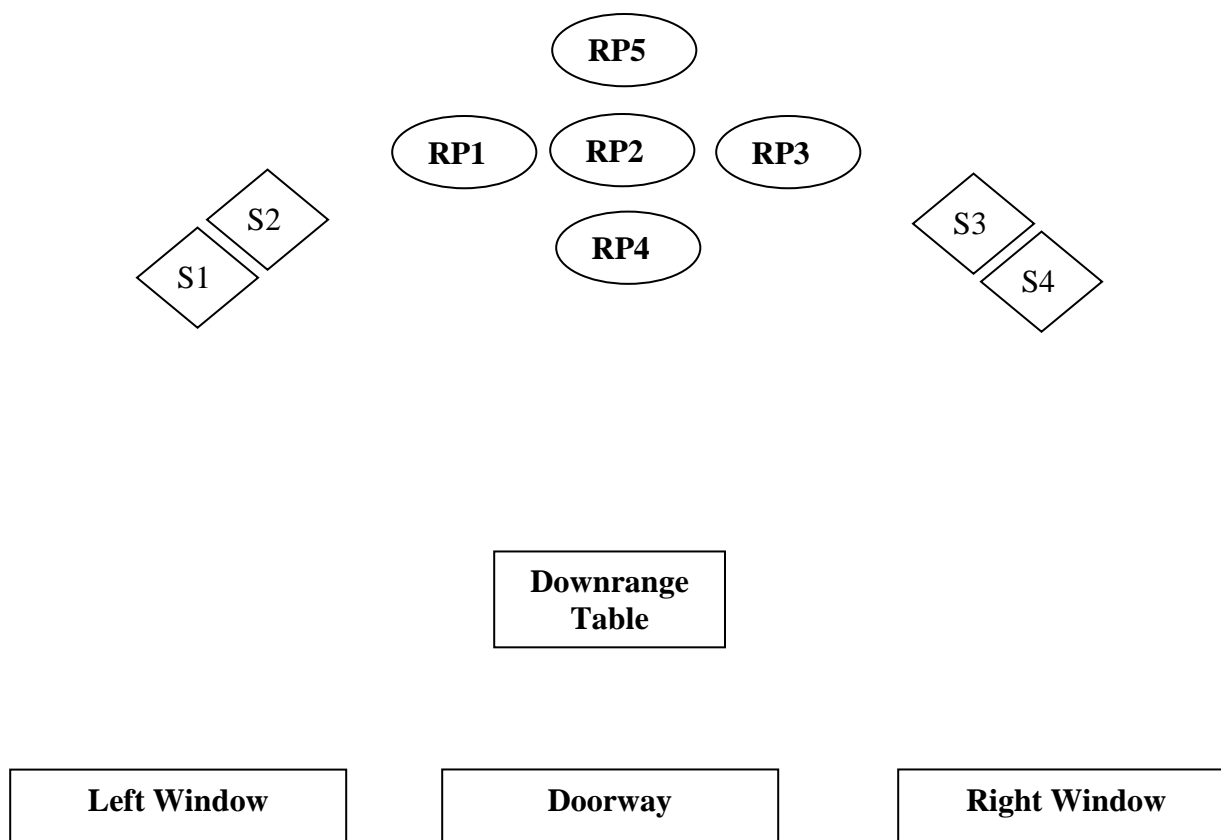 RP5
RP1 RP2 RP3
S2 S3
RP4
S1 S4
Downrange
Table
Left Window Doorway Right Window